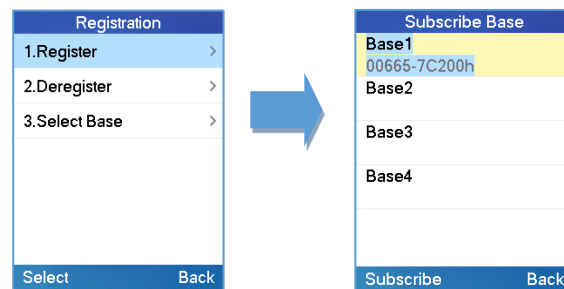 Registration
1.Register
2.Deregister
3.Select Base
Select Back
Subscribe Base
Base1
00665-7C200h
Base2
Base3
Base4
Subscribe Back